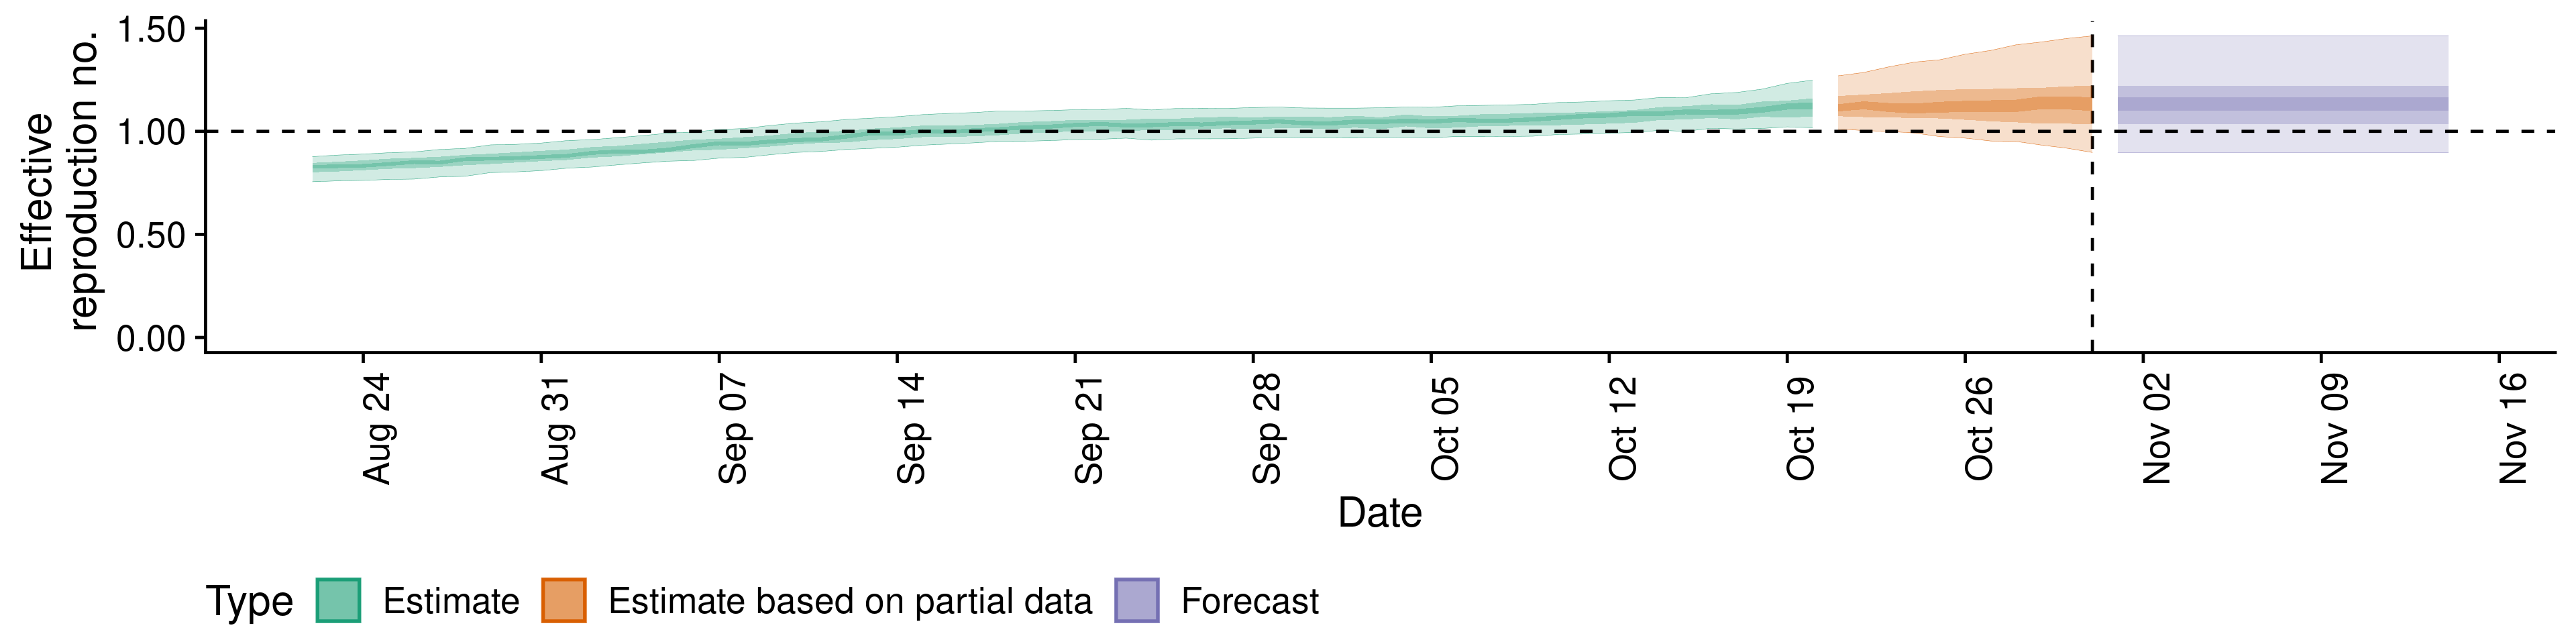 Effective
reproduction no.
1.50
1.00
0.50
0.00
Aug 24
Aug 31
Sep 07
Sep 14
Sep 21
Sep 28
Oct 05
Oct 12
Oct 19
Oct 26
Nov 02
Nov 09
Nov 16
Date
Type Estimate Estimate based on partial data Forecast